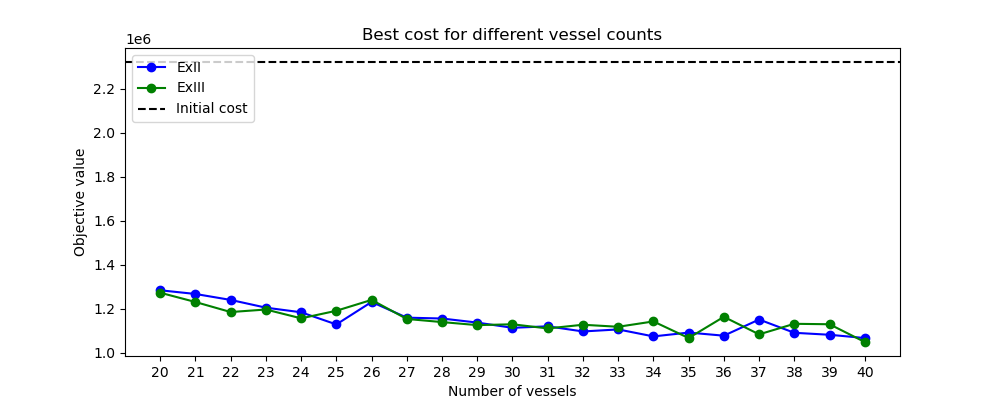 Best cost for different vessel counts
1e6
ExII
ExIII
Initial cost
2.2
2.0
1.8
1.6
1.4
1.2
1.0
Objective value
20 21 22 23 24 25 26 27 28 29 30 31 32 33 34 35 36 37 38 39 40
Number of vessels